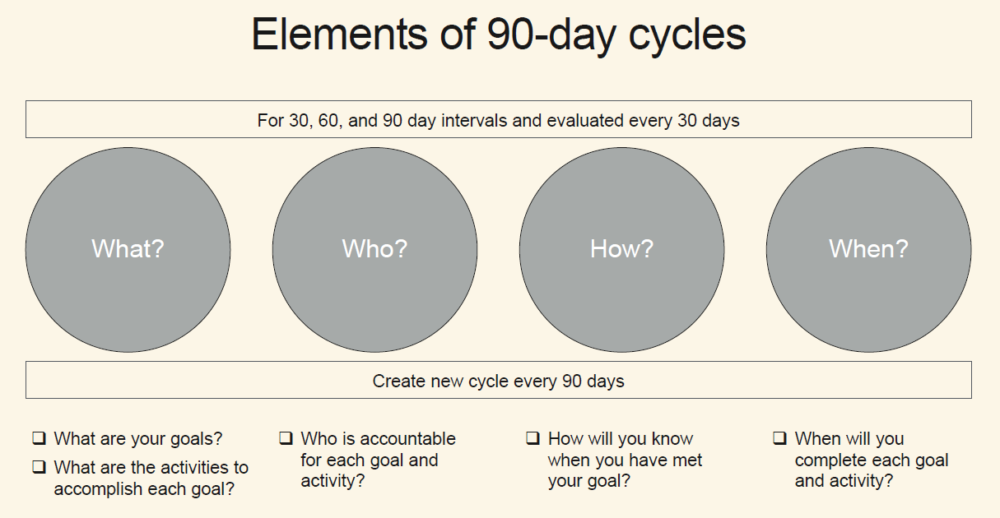 Elements of 90-day cycles
For 30, 60, and 90 day intervals and evaluated every 30 days
What?
Who?
How?
When?
Create new cycle every 90 days
❑ What are your goals?
❑ What are the activities to
accomplish each goal?
❑ Who is accountable
for each goal and
activity?
❑ How will you know
when you have met
your goal?
❑ When will you
complete each goal
and activity?